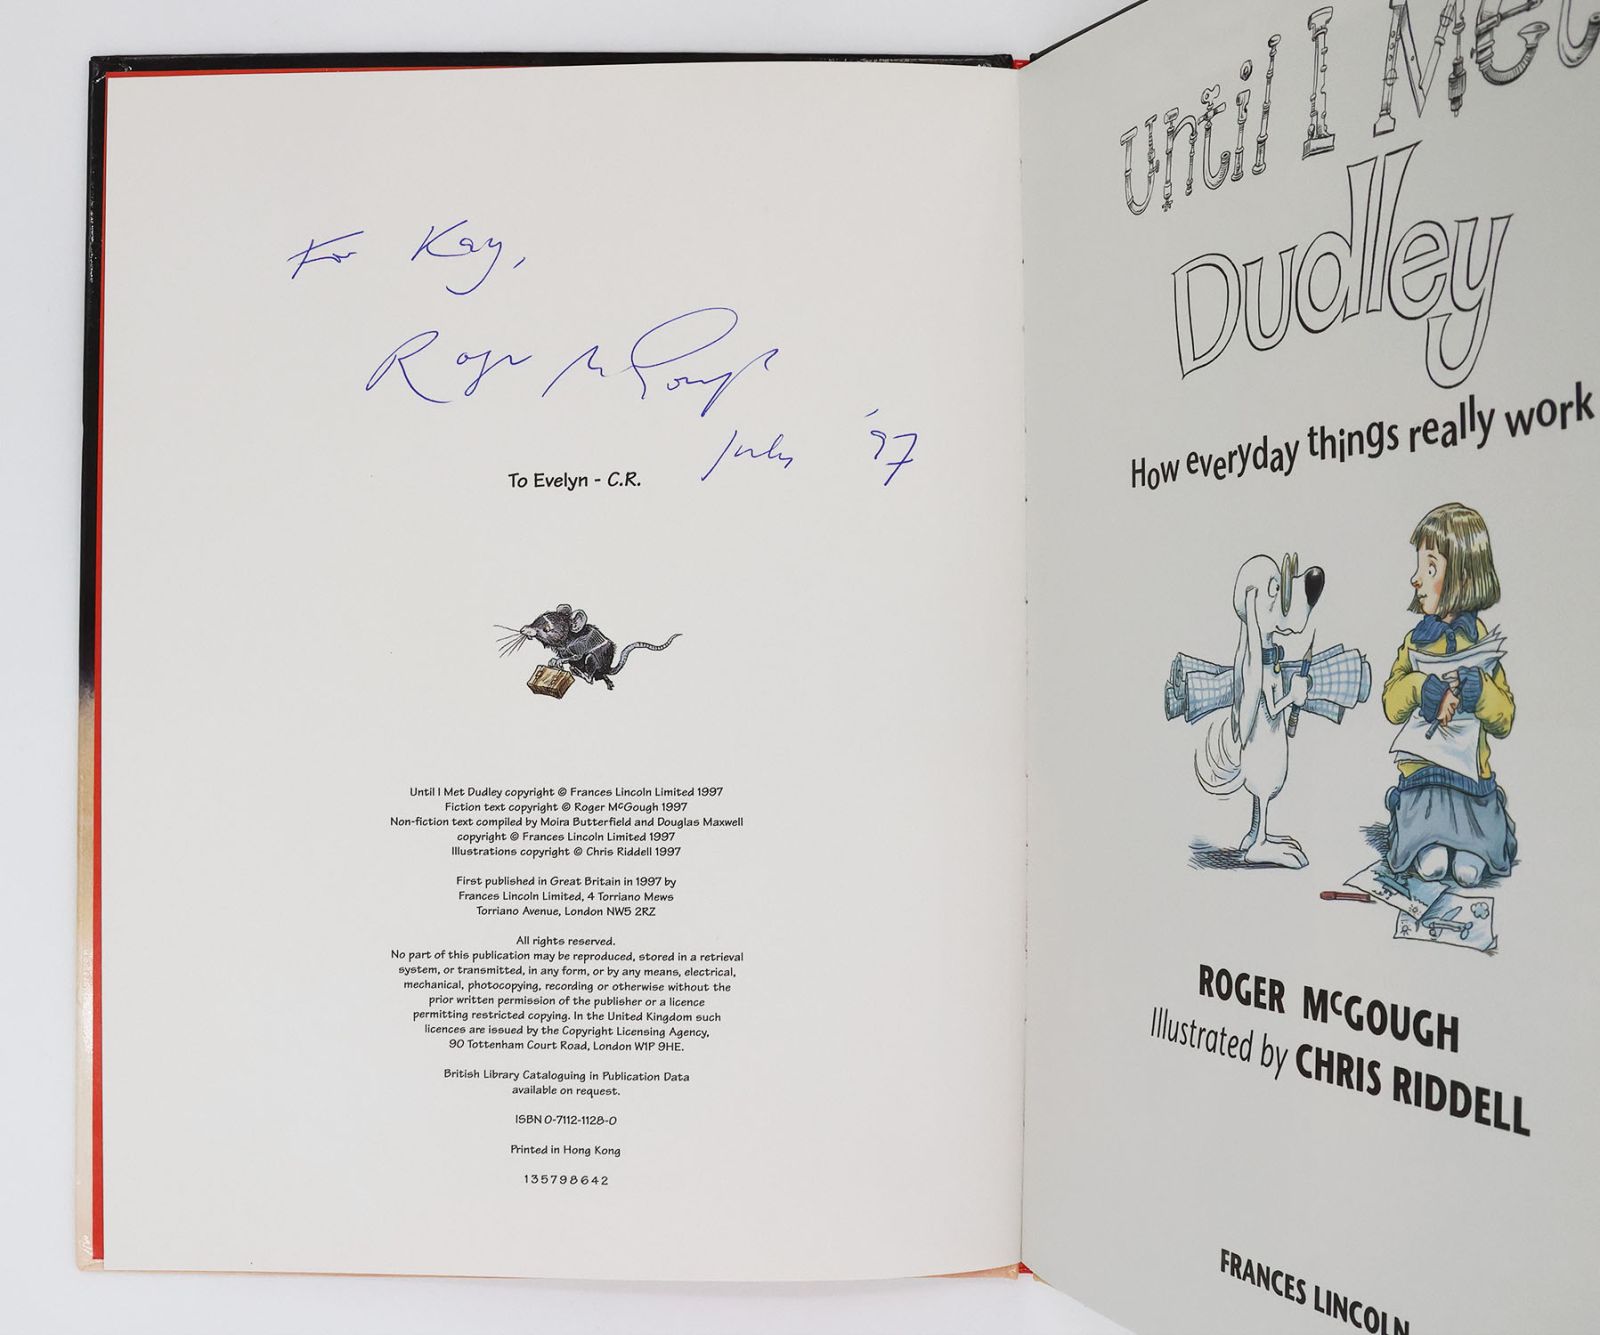 For Kay,
Roger McGough
July '97
To Evelyn - C.R.
Until I Met Dudley copyright © Frances Lincoln Limited 1997
Fiction text copyright © Roger McGough 1997
Non-fiction text compiled by Moira Butterfield and Douglas Maxwell
copyright © Frances Lincoln Limited 1997
Illustrations copyright © Chris Riddell 1997
First published in Great Britain in 1997 by
Frances Lincoln Limited, 4 Torriano Mews
Torriano Avenue, London NW5 2RZ
All rights reserved.
No part of this publication may be reproduced, stored in a retrieval
system, or transmitted, in any form, or by any means, electrical,
mechanical, photocopying, recording or otherwise without the
prior written permission of the publisher or a licence
permitting restricted copying. In the United Kingdom such
licences are issued by the Copyright Licensing Agency,
90 Tottenham Court Road, London W1P 9HE.
British Library Cataloguing in Publication Data
available on request.
ISBN 0-7112-1128-0
Printed in Hong Kong
135798642
Until I Met
Dudley
How everyday things really work
ROGER McGOUGH
Illustrated by CHRIS RIDDELL
FRANCES LINCOLN